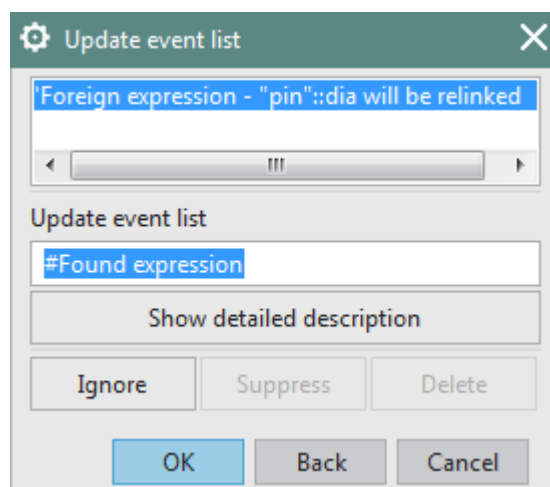 Update event list
'Foreign expression - "pin"::dia will be relinked
Update event list
#Found expression
Show detailed description
Ignore Suppress Delete
OK Back Cancel